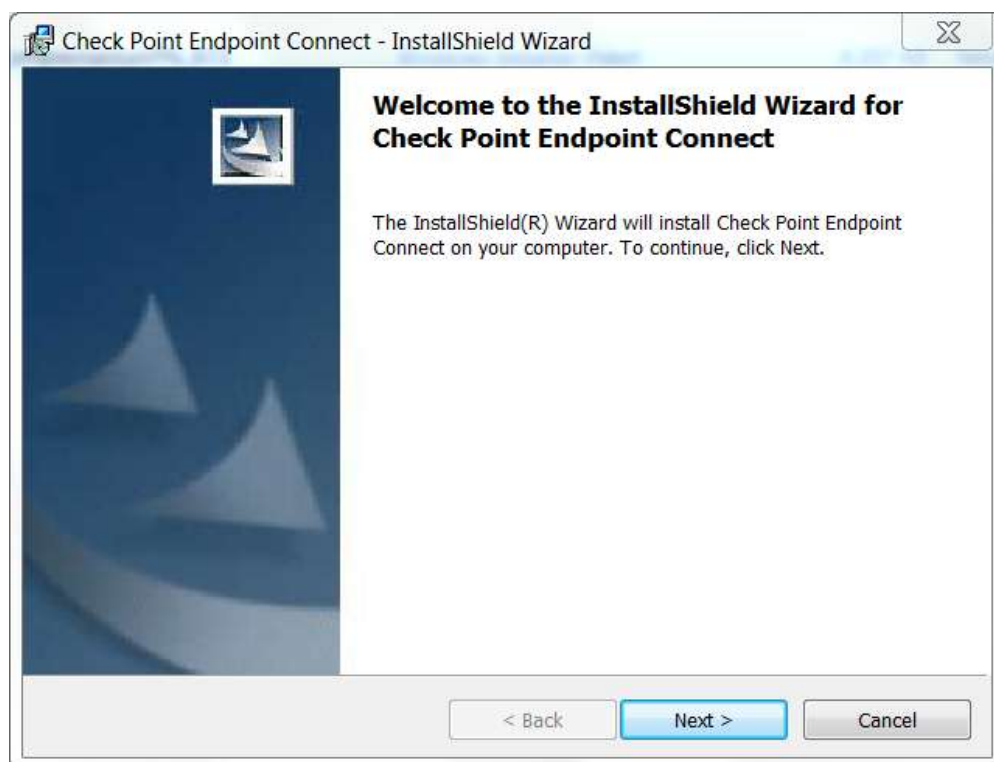 Check Point Endpoint Connect - InstallShield Wizard
Welcome to the InstallShield Wizard for
Check Point Endpoint Connect
The InstallShield(R) Wizard will install Check Point Endpoint
Connect on your computer. To continue, click Next.
< Back Next > Cancel